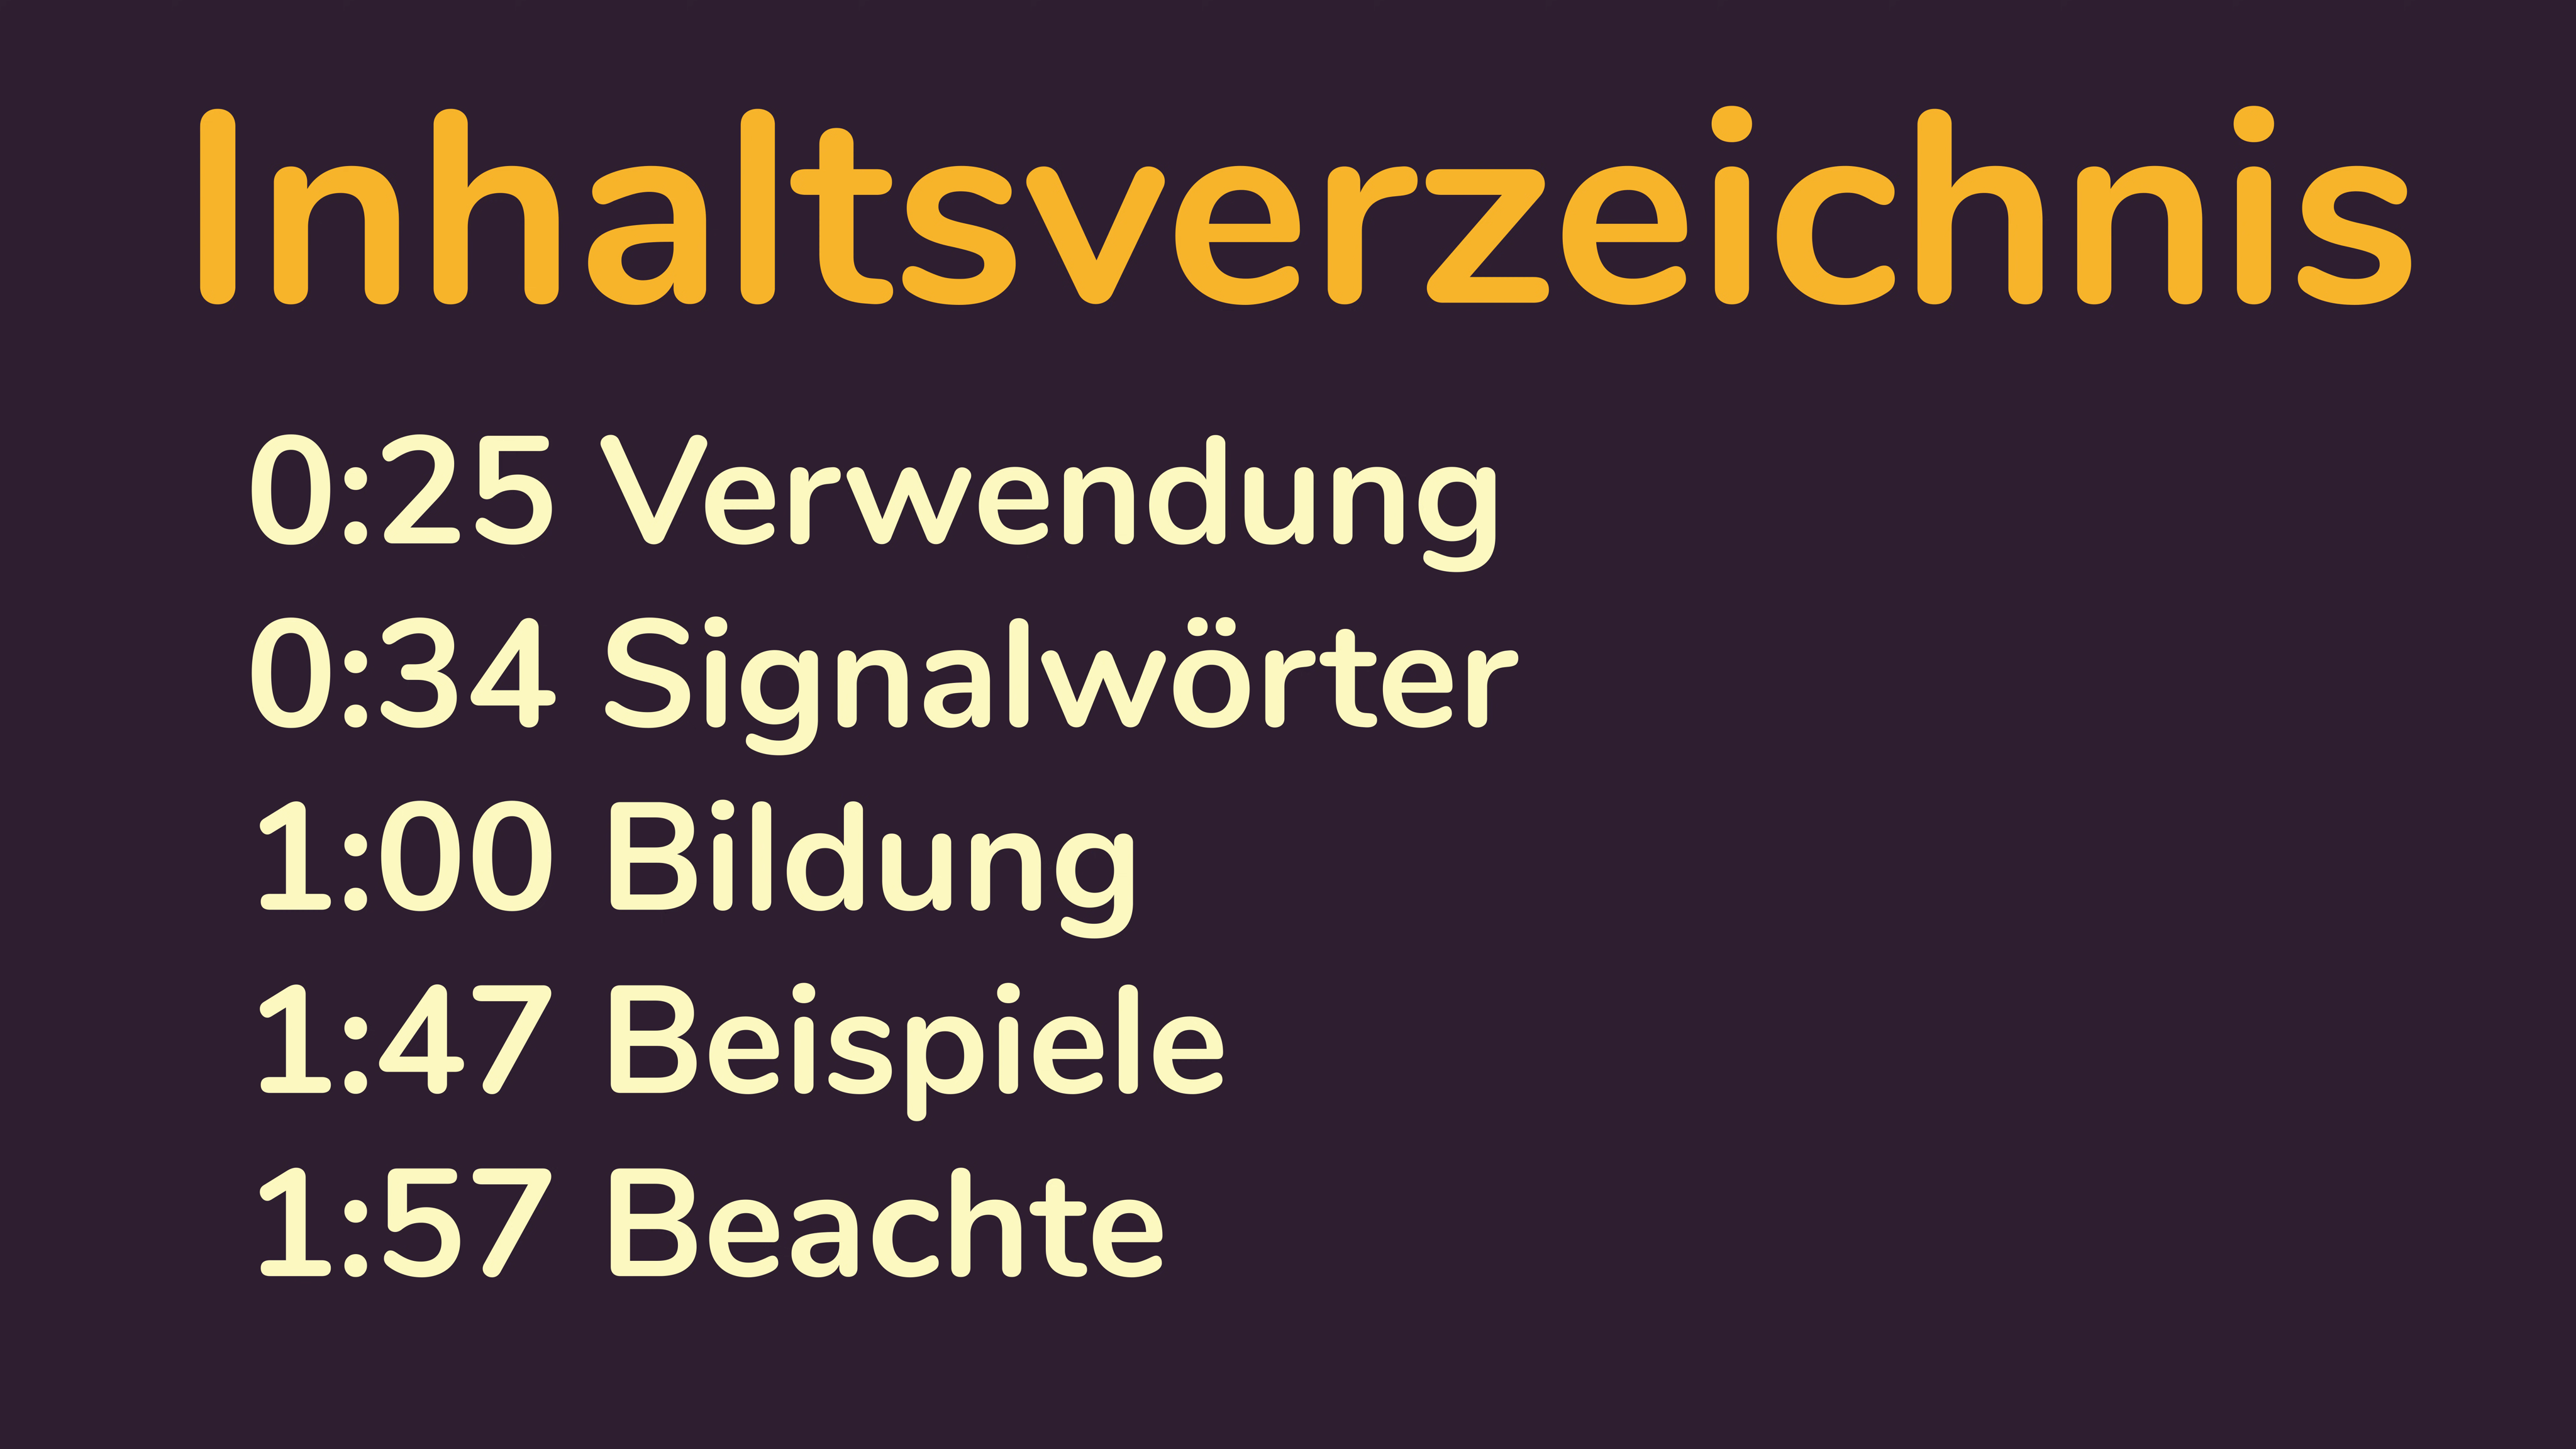 Inhaltsverzeichnis
0:25 Verwendung
0:34 Signalwörter
1:00 Bildung
1:47 Beispiele
1:57 Beachte